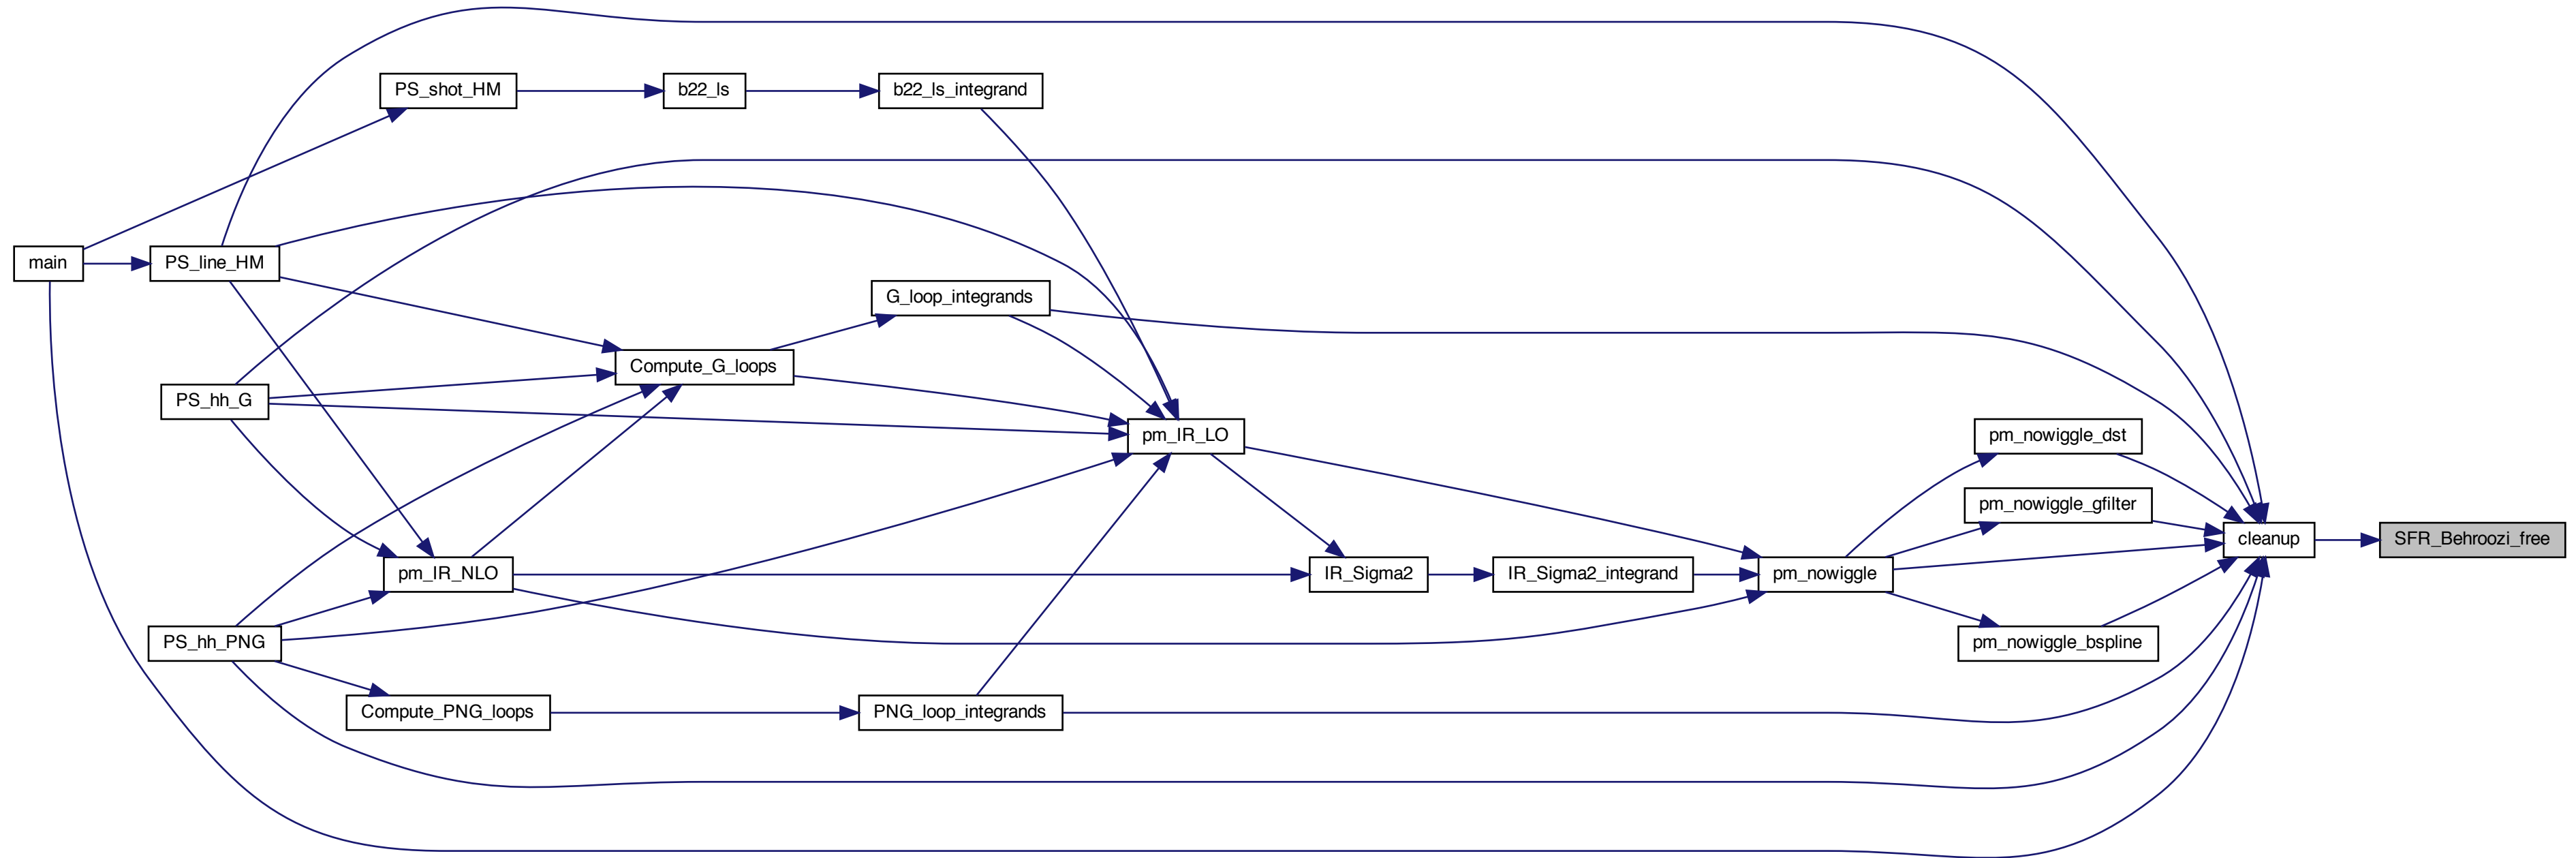 PS_shot_HM
b22_ls
b22_ls_integrand
main
PS_line_HM
G_loop_integrands
Compute_G_loops
PS_hh_G
pm_IR_LO
pm_nowiggle_dst
pm_nowiggle_gfilter
cleanup
SFR_Behroozi_free
pm_IR_NLO
IR_Sigma2
IR_Sigma2_integrand
pm_nowiggle
PS_hh_PNG
pm_nowiggle_bspline
Compute_PNG_loops
PNG_loop_integrands